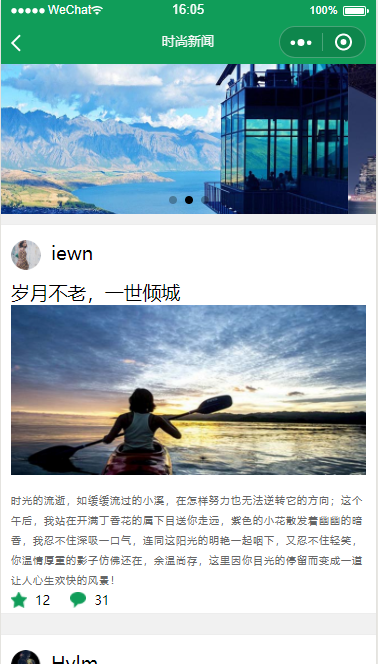 WeChat 16:05 100%
时尚新闻
iewn
岁月不老，一世倾城
时光的流逝，如缓缓流过的小溪，在怎样努力也无法逆转它的方向；这个
午后，我站在开满丁香花的属下目送你走远，紫色的小花散发着幽幽的暗
香，我忍不住深吸一口气，连同这阳光的明艳一起咽下，又忍不住轻笑，
你温情厚重的影子仿佛还在，余温尚存，这里因你目光的停留而变成一道
让人心生欢快的风景！
12 31